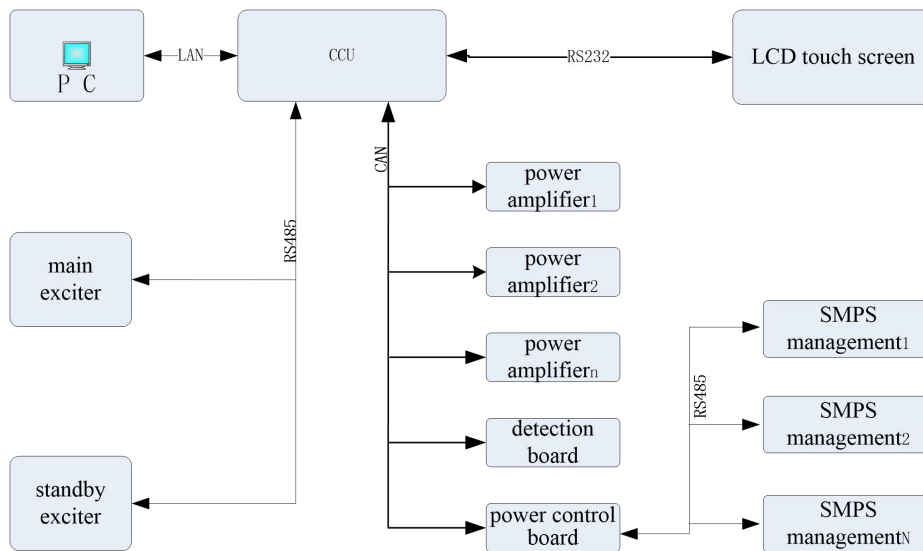 P C
LAN
CCU
RS232
LCD touch screen
CAN
power
amplifier1
RS485
main
exciter
power
amplifier2
SMPS
management1
power
amplifiern
RS485
detection
board
SMPS
management2
standby
exciter
power control
board
SMPS
managementN